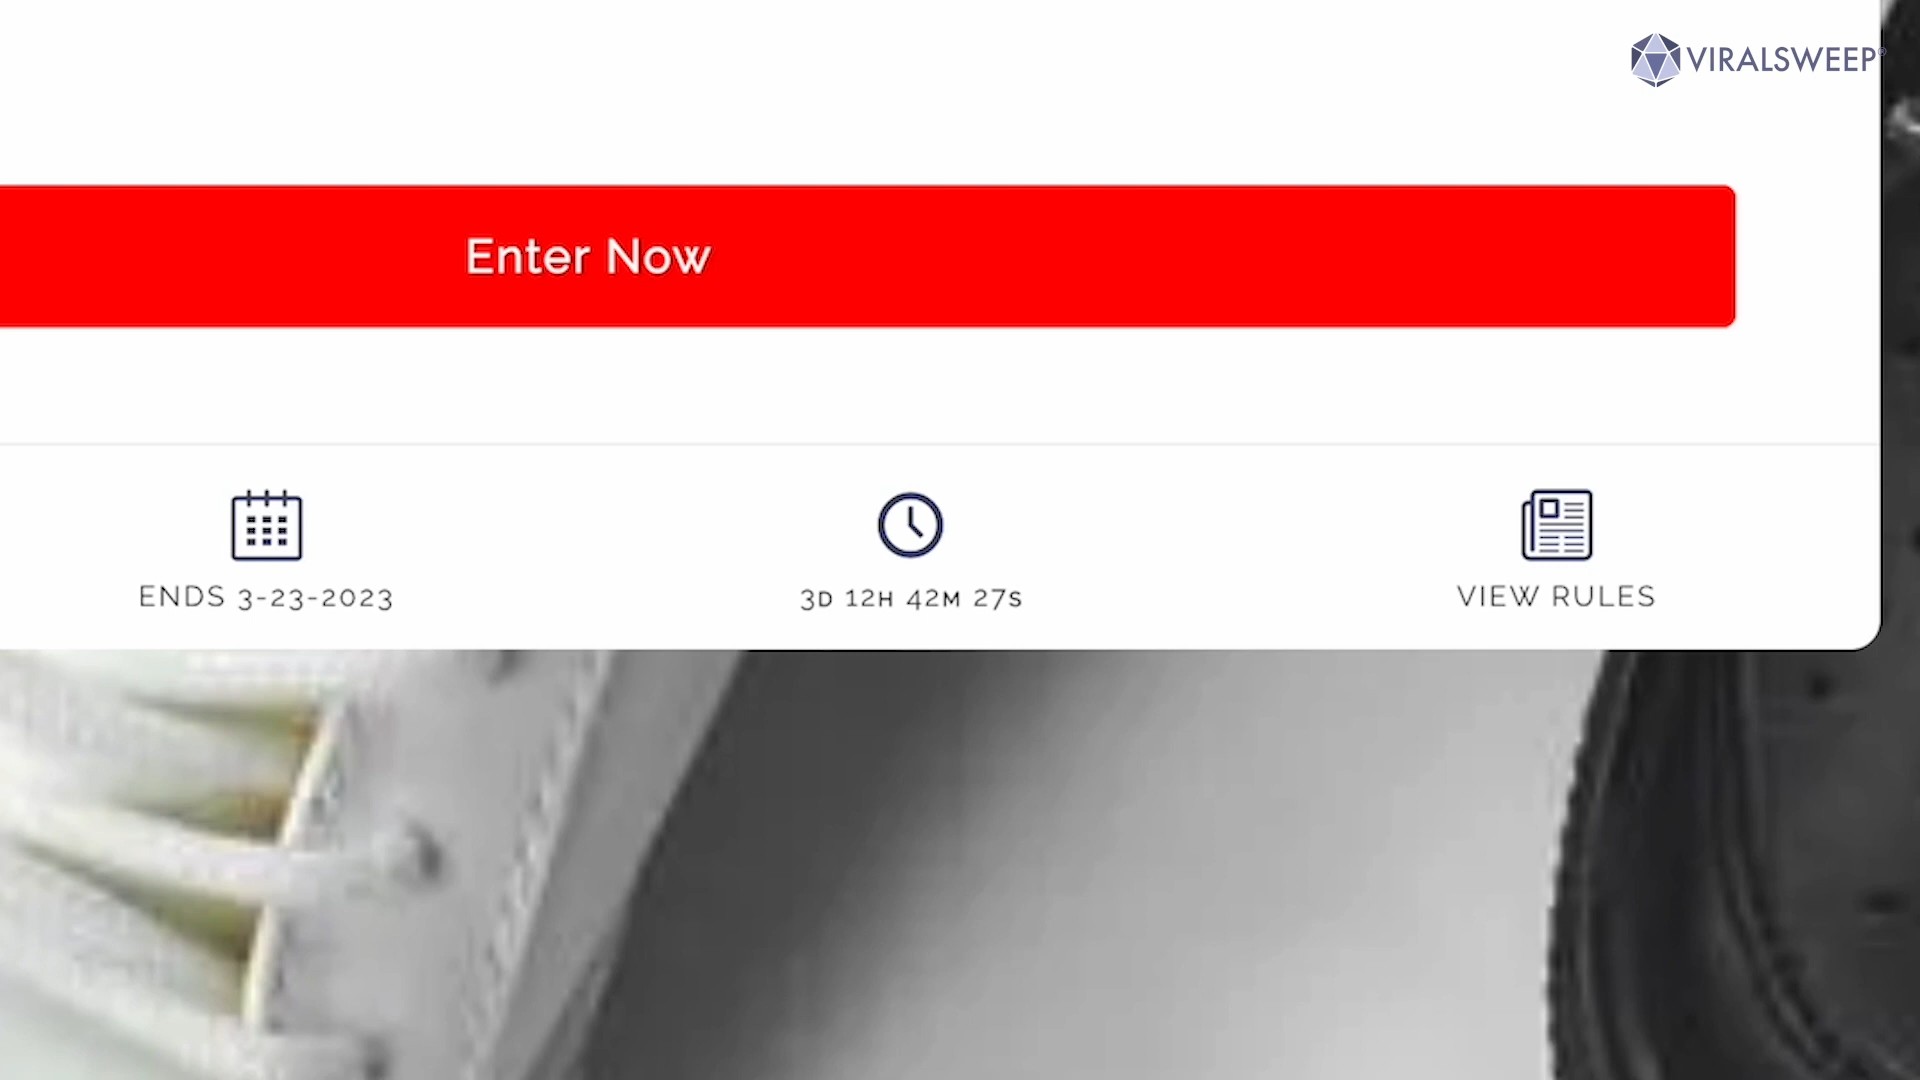 VIRALSWEEP®
Enter Now
ENDS 3-23-2023
3D 12H 42M 27S
VIEW RULES